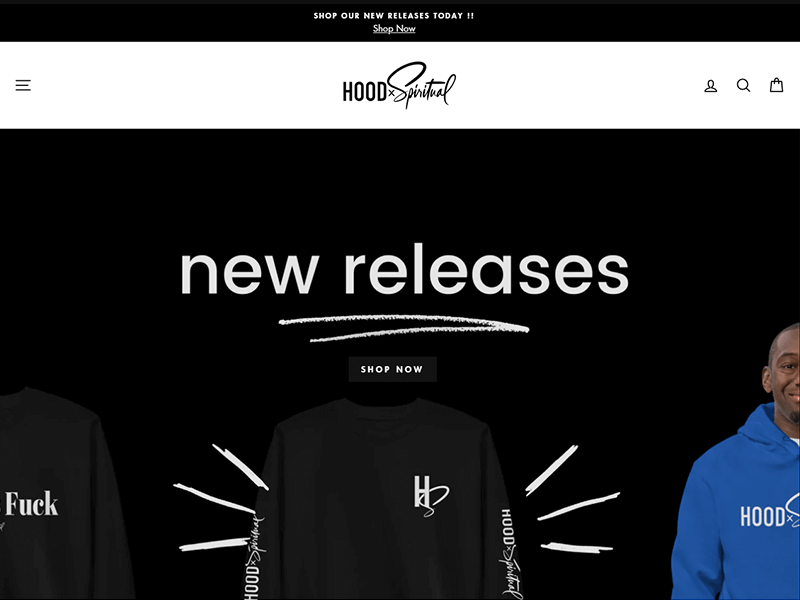 SHOP OUR NEW RELEASES TODAY !!
Shop Now
HOOD x Spiritual
new releases
SHOP NOW
Fuck
HS
HOOD x Spiritual
HOOD x Spiritual
HOOD x S